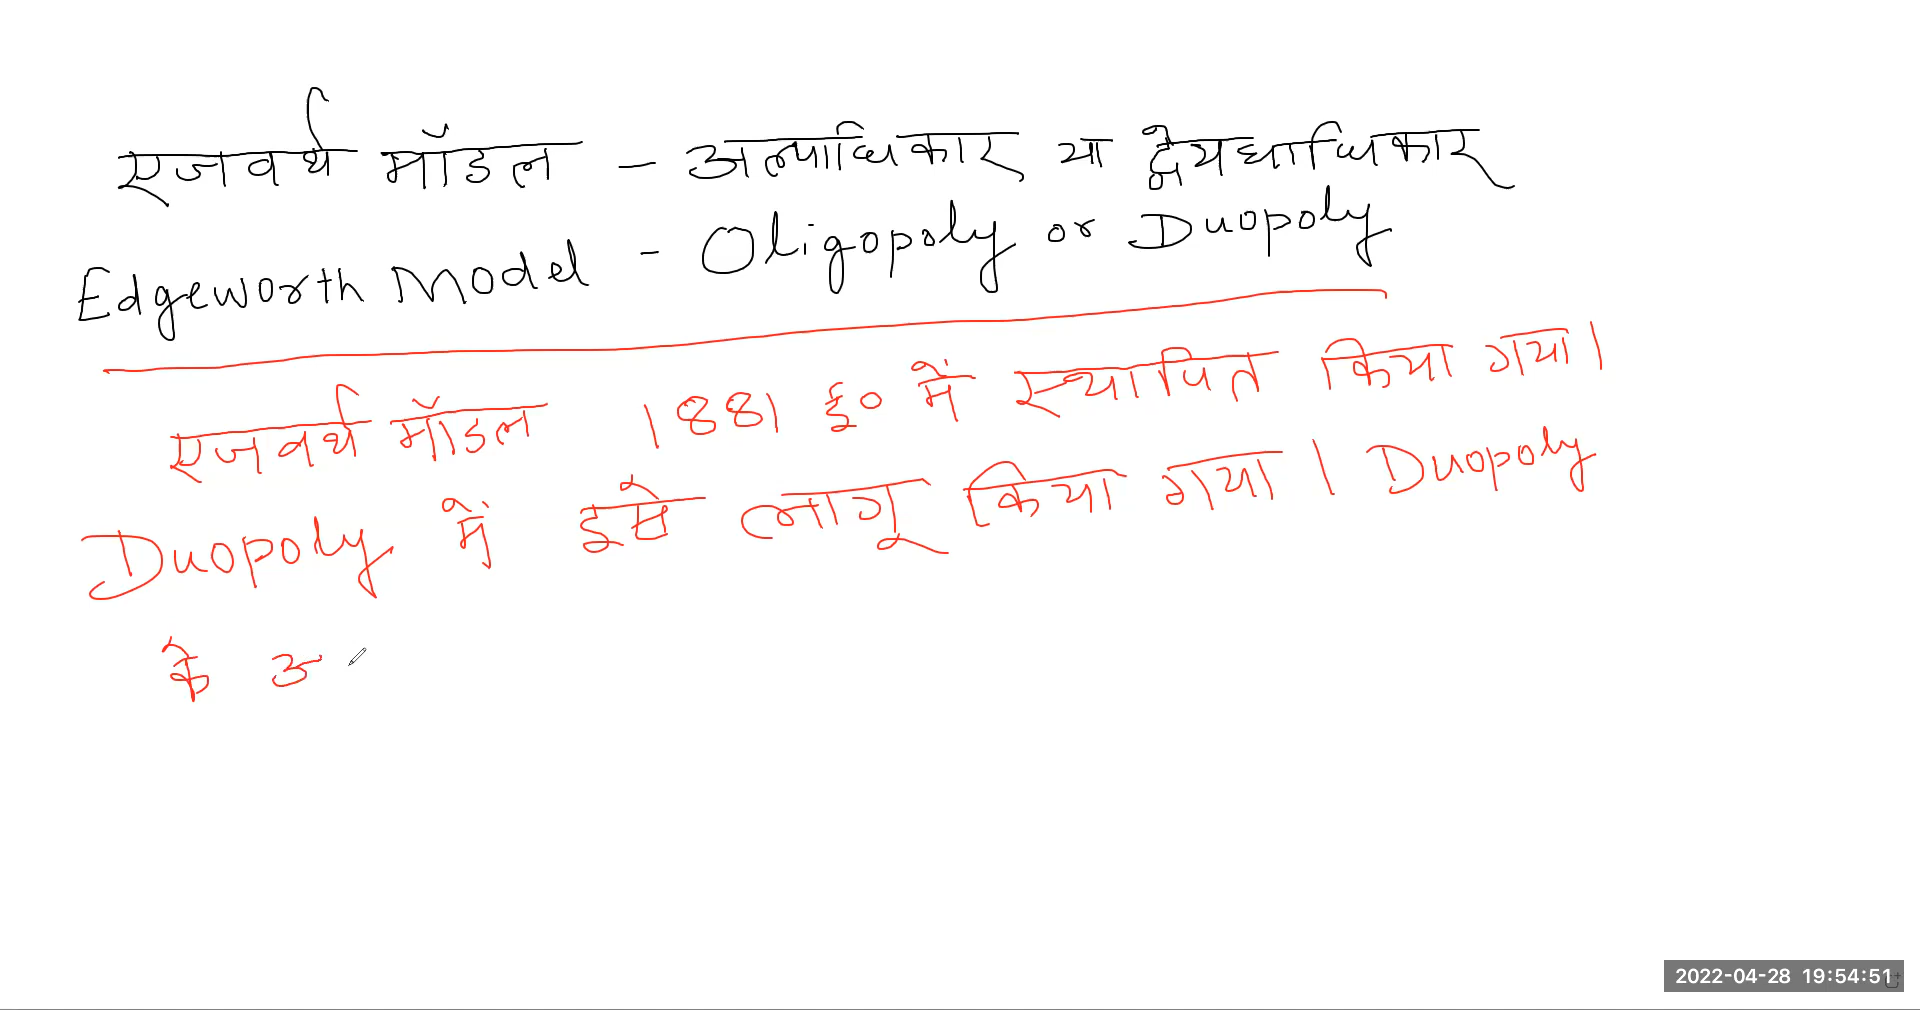 एजवर्थ मॉडल - अल्पाधिकार या द्वैयधाधिकार
Edgeworth Model - Oligopoly or Duopoly
एजवर्थ मॉडल 1881 ई० में स्थापित किया गया।
Duopoly में इसे लागू किया गया। Duopoly
के उ
2022-04-28 19:54:51